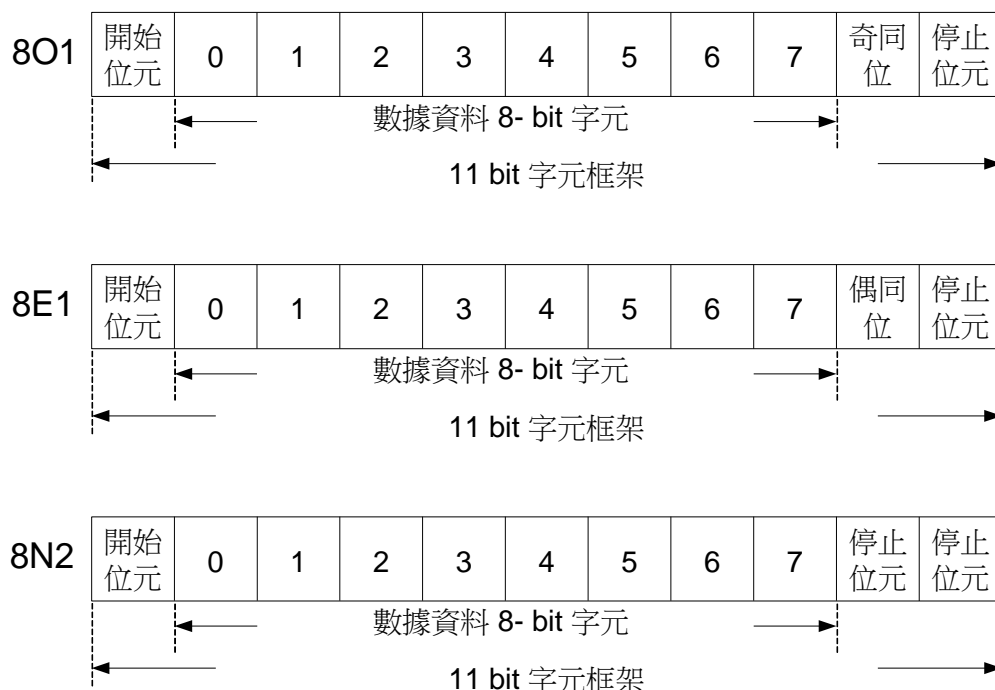 8O1 開始位元 0 1 2 3 4 5 6 7 奇同位 停止位元
數據資料 8- bit 字元
11 bit 字元框架
8E1 開始位元 0 1 2 3 4 5 6 7 偶同位 停止位元
數據資料 8- bit 字元
11 bit 字元框架
8N2 開始位元 0 1 2 3 4 5 6 7 停止位元 停止位元
數據資料 8- bit 字元
11 bit 字元框架